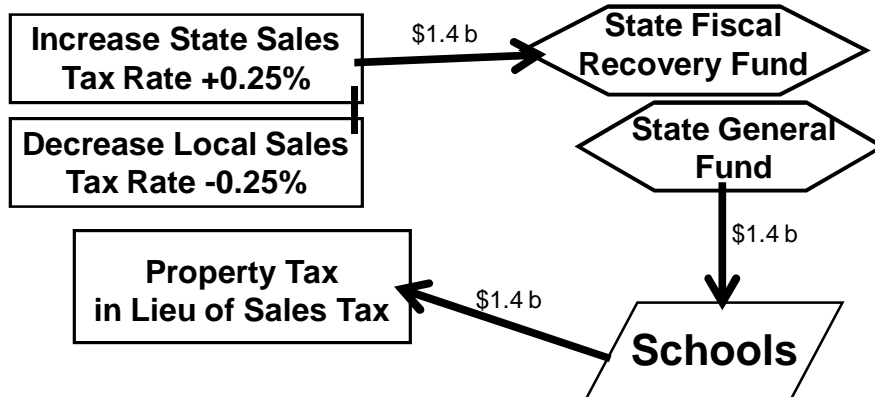 Increase State Sales
Tax Rate +0.25%
$1.4 b
State Fiscal
Recovery Fund
Decrease Local Sales
Tax Rate -0.25%
State General
Fund
$1.4 b
Property Tax
in Lieu of Sales Tax
$1.4 b
Schools